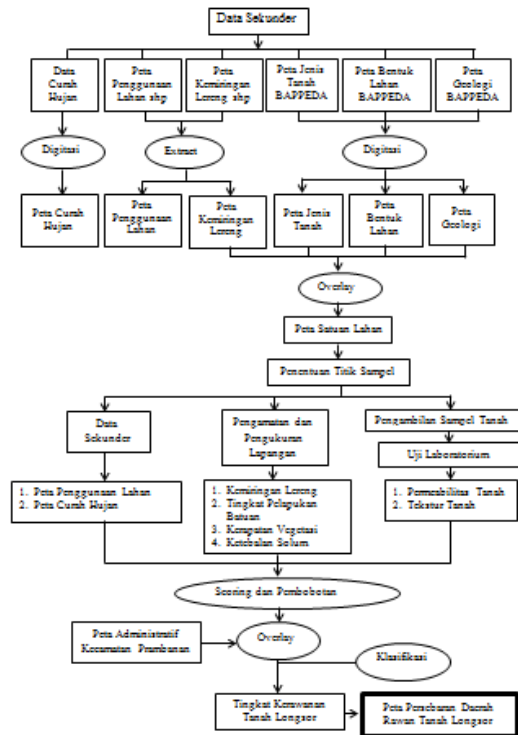 Data Sekunder
Data
Curah
Hujan
Peta
Penggunaan
Lahan shp
Peta
Kemiringan
Lereng shp
Peta Jenis
Tanah
BAPPEDA
Peta Bentuk
Lahan
BAPPEDA
Peta
Geologi
BAPPEDA
Digitasi
Extract
Digitasi
Peta Curah
Hujan
Peta
Penggunaan
Lahan
Peta
Kemiringan
Lereng
Peta Jenis
Tanah
Peta
Bentuk
Lahan
Peta
Geologi
Overlay
Peta Satuan Lahan
Penentuan Titik Sampel
Data
Sekunder
Pengamatan dan
Pengukuran
Lapangan
Pengambilan Sampel Tanah
Uji Laboratorium
1. Peta Penggunaan Lahan
2. Peta Curah Hujan
1. Kemiringan Lereng
2. Tingkat Pelapukan
Batuan
3. Kerapatan Vegetasi
4. Ketebalan Solum
1. Permeabilitas Tanah
2. Tekstur Tanah
Scoring dan Pembobotan
Peta Administratif
Kecamatan Prambanan
Overlay
Klasifikasi
Tingkat Kerawanan
Tanah Longsor
Peta Persebaran Daerah
Rawan Tanah Longsor